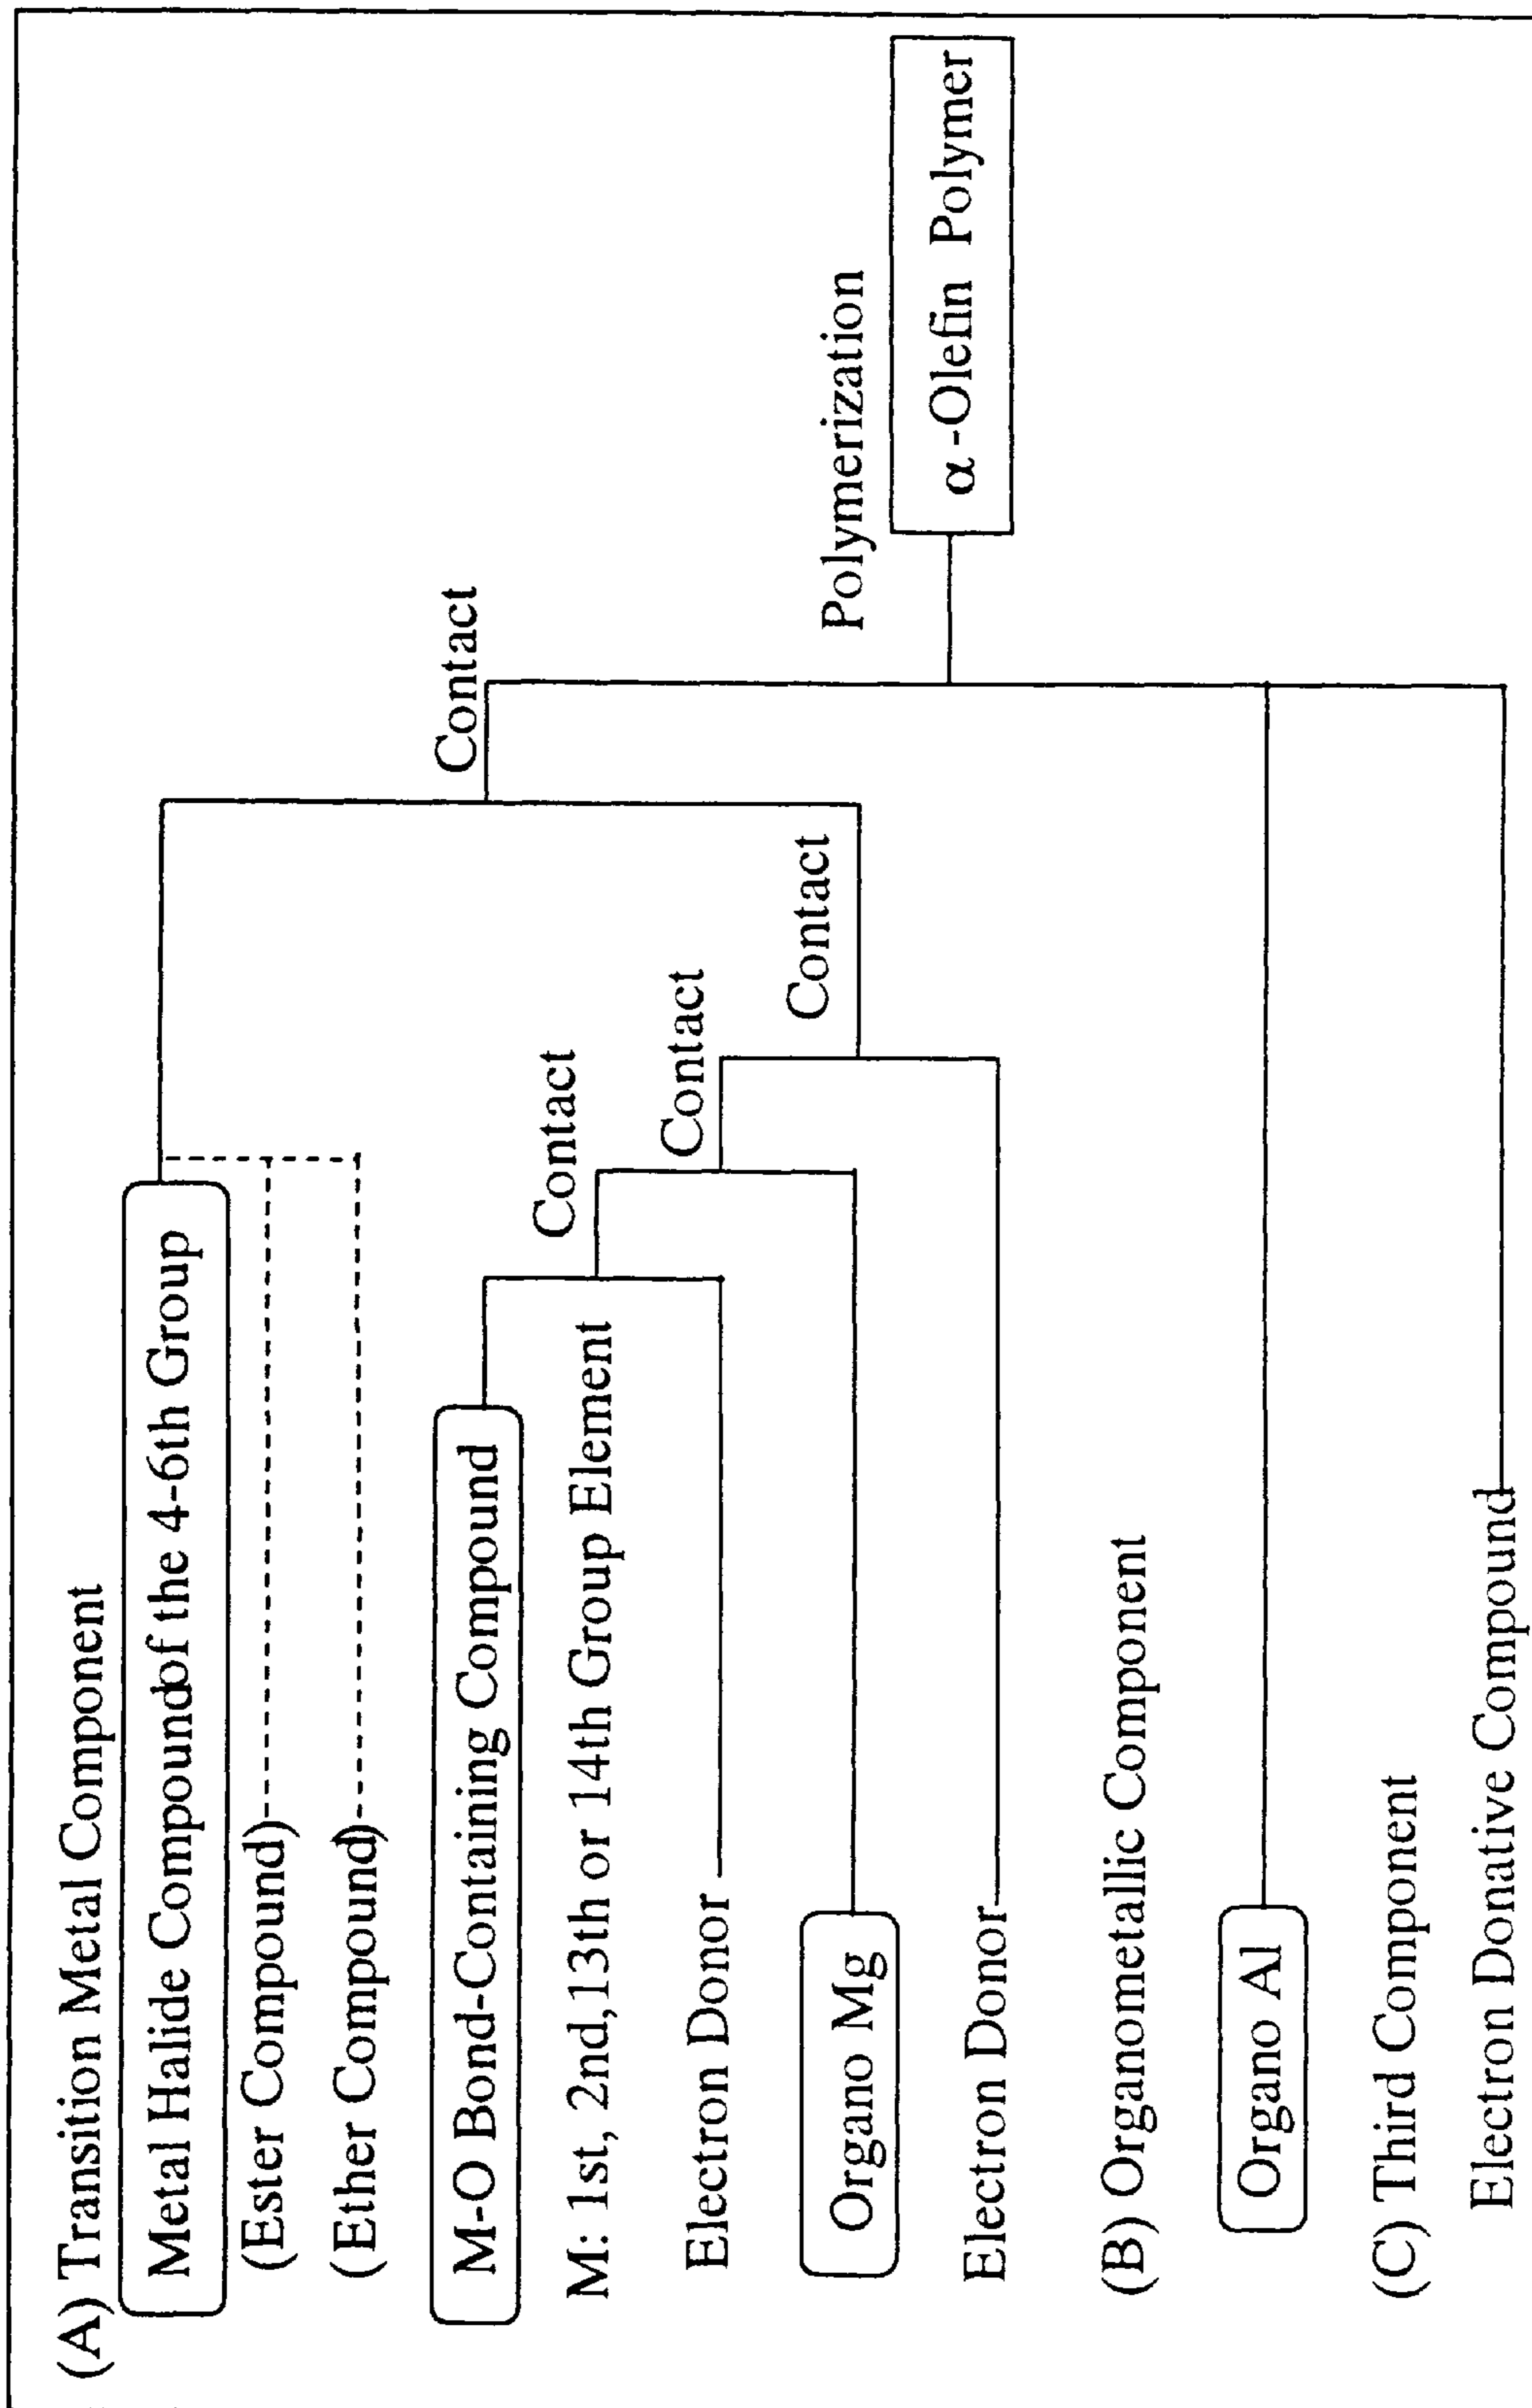 (A) Transition Metal Component
Metal Halide Compound of the 4-6th Group
(Ester Compound)
(Ether Compound)
M-O Bond-Containing Compound
M: 1st, 2nd,13th or 14th Group Element
Electron Donor
Organo Mg
Electron Donor
(B) Organometallic Component
Organo Al
(C) Third Component
Electron Donative Compound
Contact
Contact
Contact
Contact
Polymerization
α-Olefin Polymer